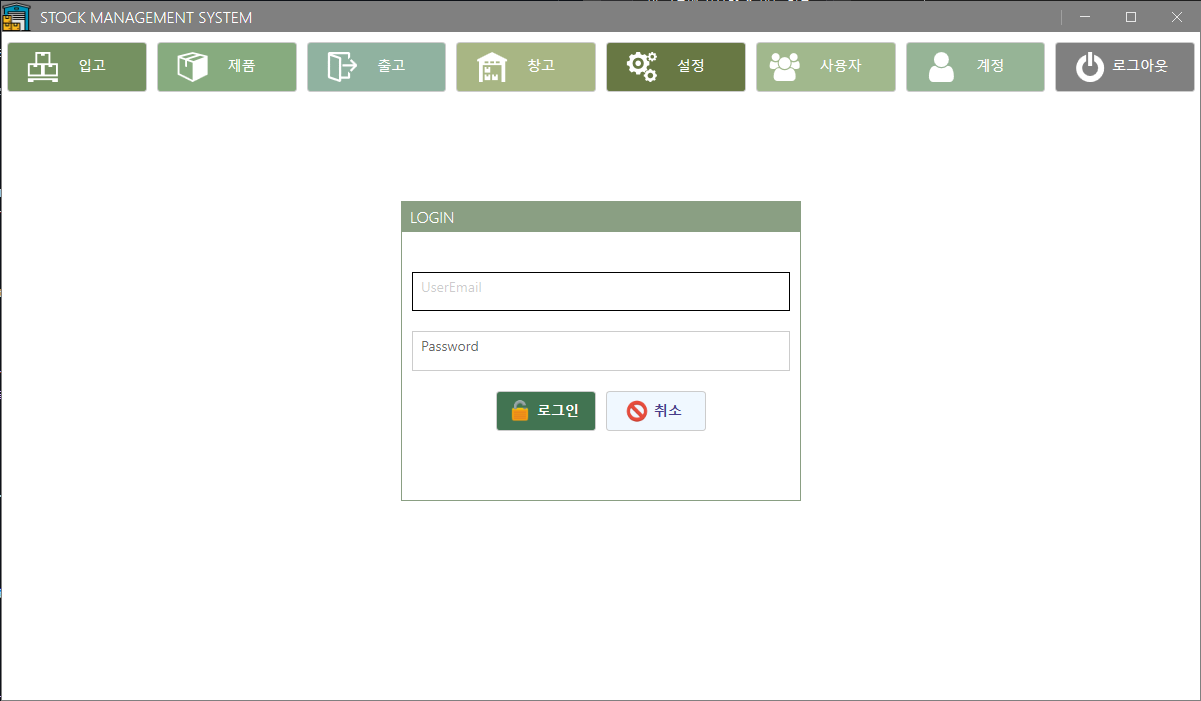 STOCK MANAGEMENT SYSTEM
입고 제품 출고 창고 설정 사용자 계정 로그아웃
LOGIN
UserEmail
Password
로그인 취소